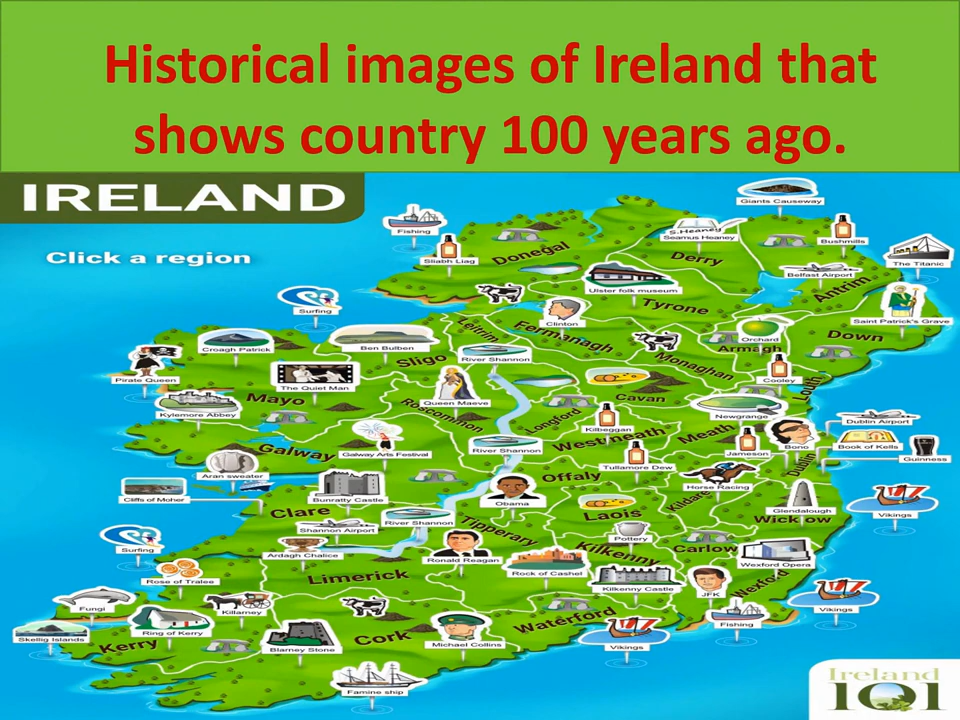 Historical images of Ireland that
shows country 100 years ago.
IRELAND
Click a region
Giants Causeway
Fishing
Sliabh Liag
Donegal
S. Heaney
Seamus Heaney
Derry
Bushmills
The Titanic
Belfast Airport
Antrim
Ulster folk museum
Tyrone
Saint Patrick's Grave
Surfing
Clinton
Fermanagh
Leitrim
Orchard
Armagh
Down
Croagh Patrick
Ben Bulben
Sligo
River Shannon
Monaghan
Pirate Queen
The Quiet Man
Cooley
Louth
Mayo
Queen Maeve
Cavan
Kylemore Abbey
Roscommon
Longford
Newgrange
Dublin Airport
Kilbeggan
Westmeath
Meath
Bono
Book of Kells
Guinness
Galway
Galway Arts Festival
River Shannon
Jameson
Dublin
Aran sweater
Tullamore Dew
Offaly
Horse Racing
Cliffs of Moher
Bunratty Castle
Obama
Kildare
Glendalough
Vikings
Clare
Shannon Airport
River Shannon
Tipperary
Laois
Wicklow
Surfing
Ardagh Chalice
Ronald Reagan
Pottery
Kilkenny
Carlow
Wexford Opera
Rose of Tralee
Limerick
Rock of Cashel
Kilkenny Castle
JFK
Wexford
Vikings
Fungi
Killarney
Fishing
Skellig Islands
Ring of Kerry
Kerry
Blarney Stone
Cork
Michael Collins
Waterford
Vikings
Famine ship
Ireland
101